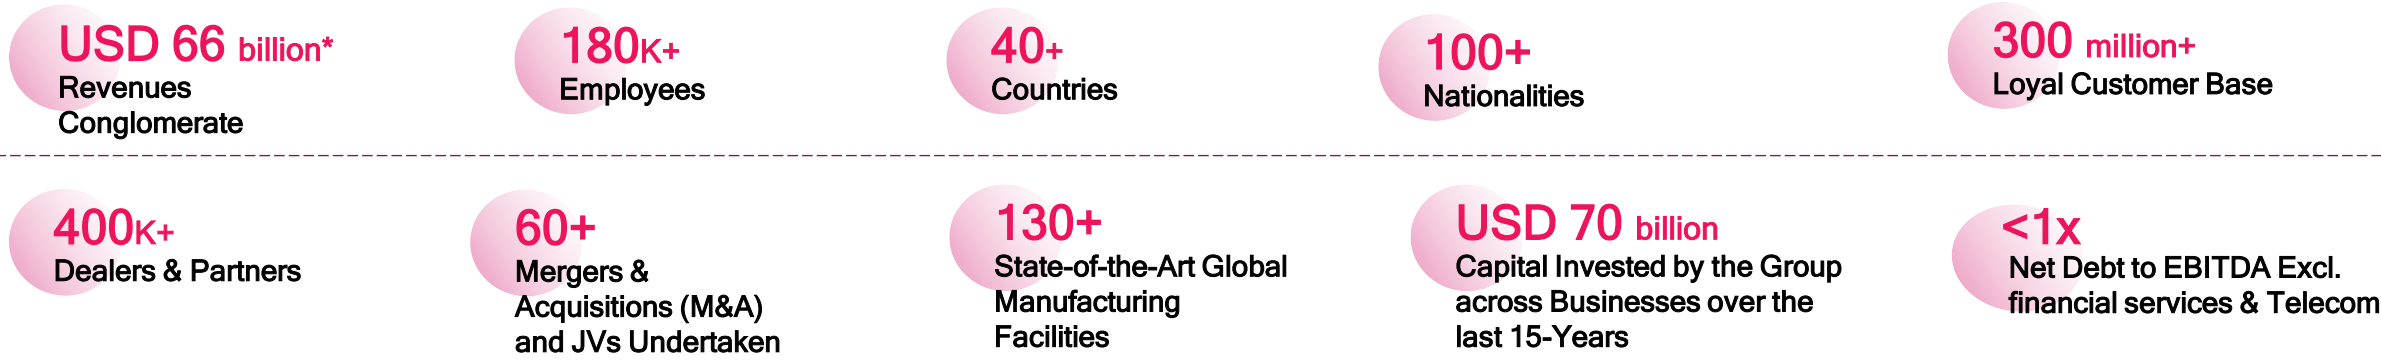 USD 66 billion*
Revenues
Conglomerate
180K+
Employees
40+
Countries
100+
Nationalities
300 million+
Loyal Customer Base
400K+
Dealers & Partners
60+
Mergers &
Acquisitions (M&A)
and JVs Undertaken
130+
State-of-the-Art Global
Manufacturing
Facilities
USD 70 billion
Capital Invested by the Group
across Businesses over the
last 15-Years
<1x
Net Debt to EBITDA Excl.
financial services & Telecom